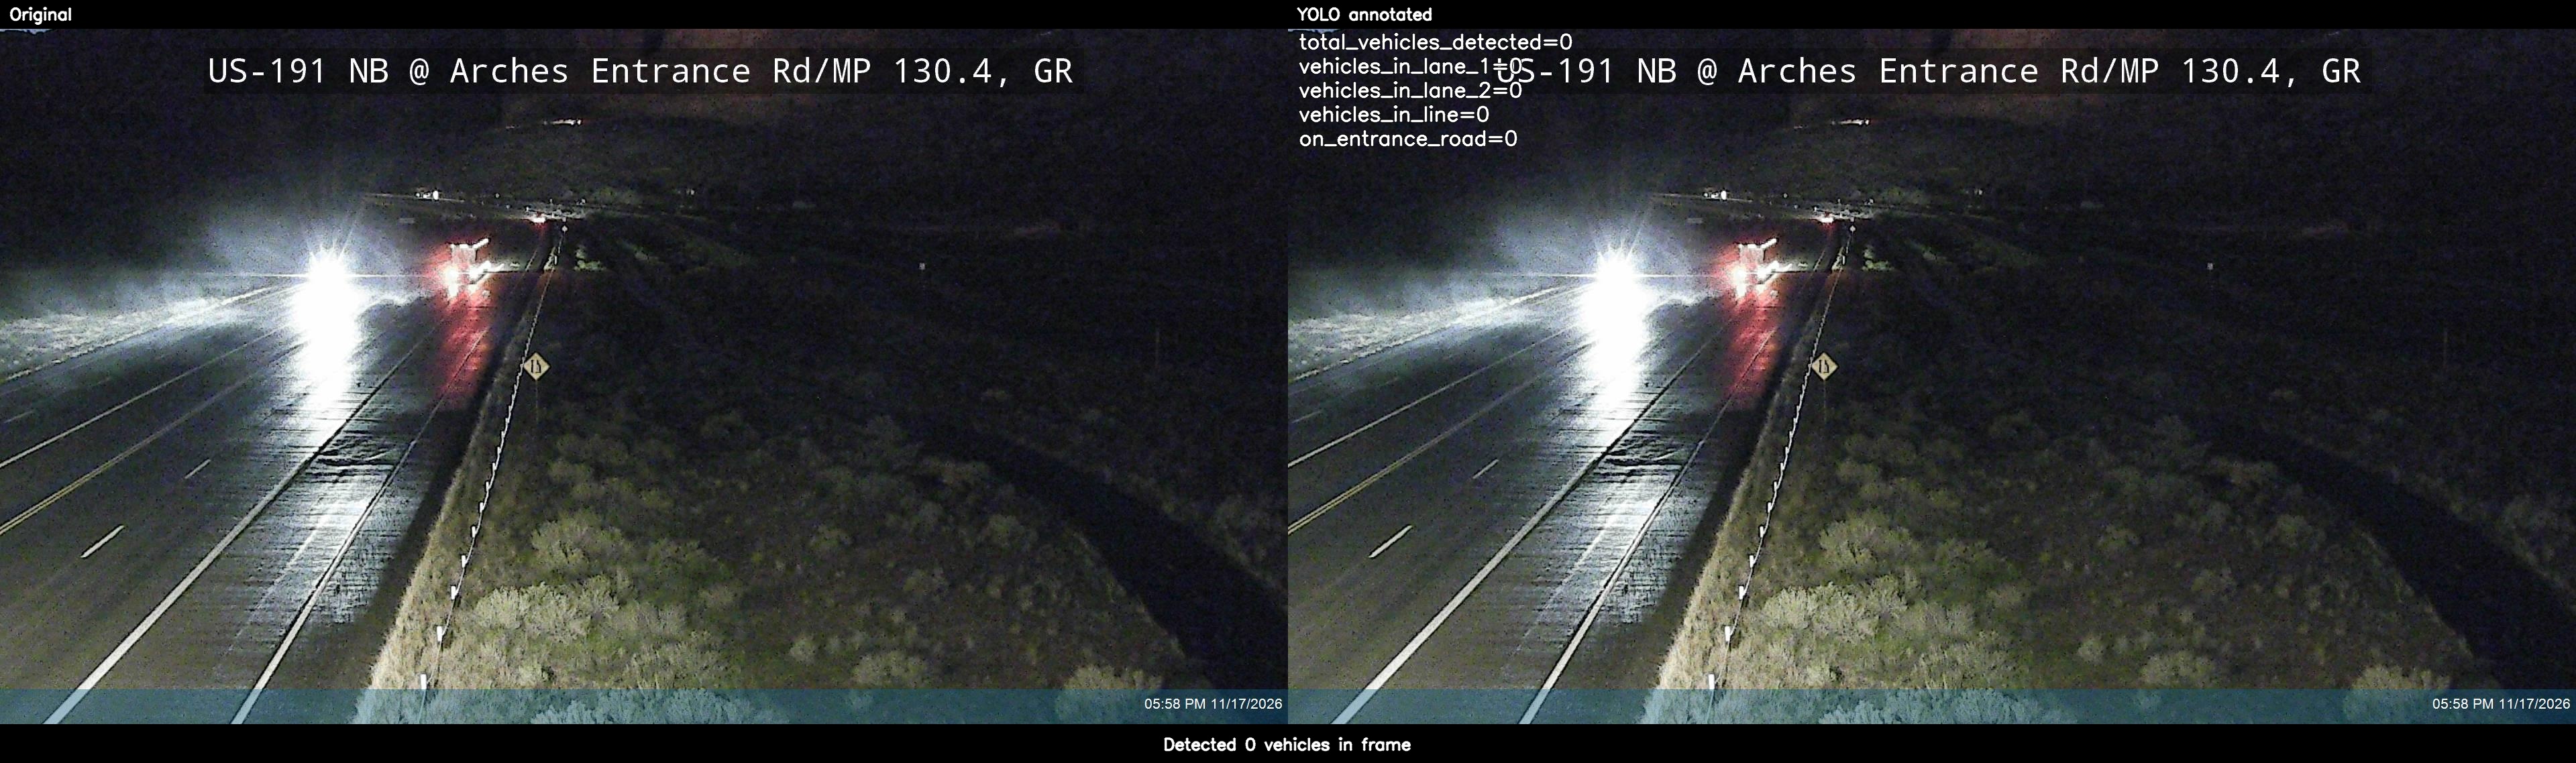 Original
US-191 NB @ Arches Entrance Rd/MP 130.4, GR
05:58 PM 11/17/2026
YOLO annotated
total_vehicles_detected=0
vehicles_in_lane_1=0
US-191 NB @ Arches Entrance Rd/MP 130.4, GR
vehicles_in_lane_2=0
vehicles_in_line=0
on_entrance_road=0
05:58 PM 11/17/2026
Detected 0 vehicles in frame